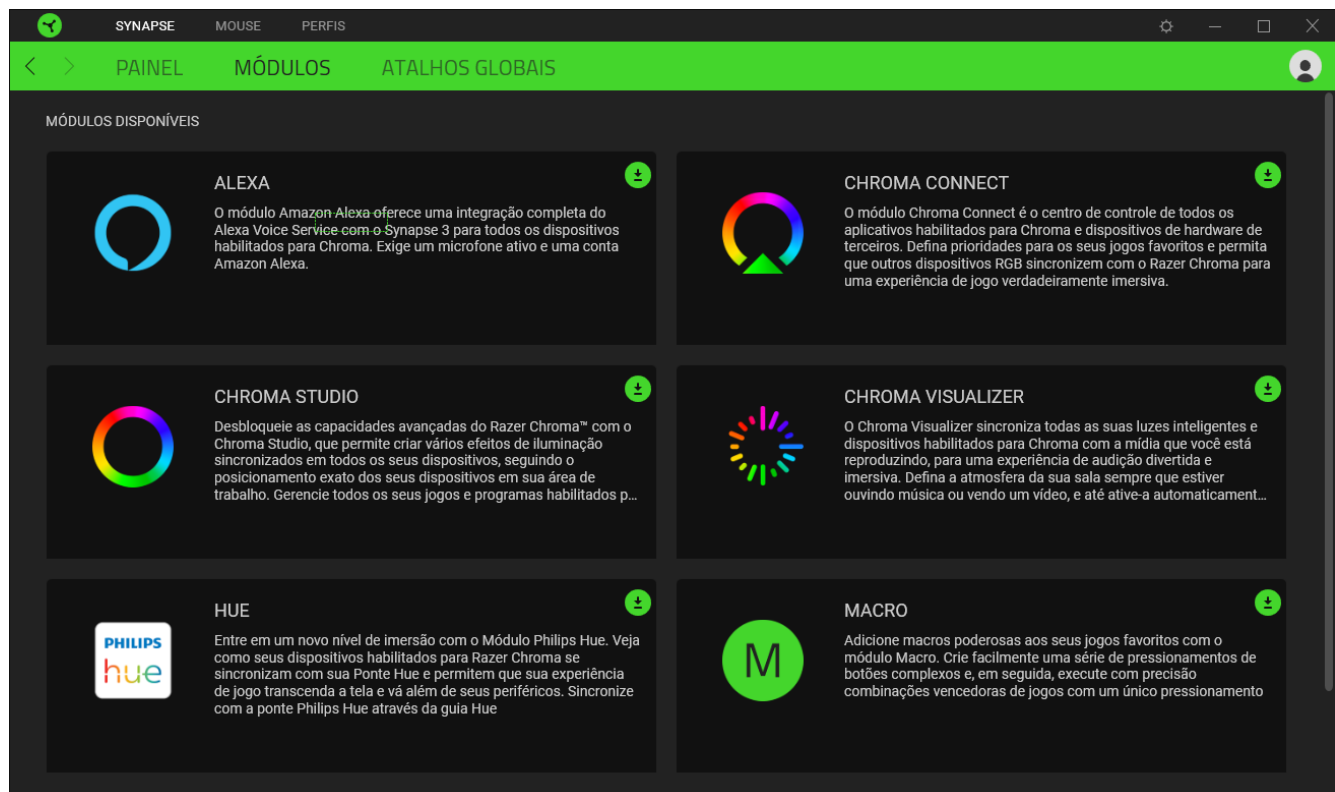 SYNAPSE MOUSE PERFIS
PAINEL MÓDULOS ATALHOS GLOBAIS
MÓDULOS DISPONÍVEIS
ALEXA
O módulo Amazon Alexa oferece uma integração completa do
Alexa Voice Service com o Synapse 3 para todos os dispositivos
habilitados para Chroma. Exige um microfone ativo e uma conta
Amazon Alexa.
CHROMA CONNECT
O módulo Chroma Connect é o centro de controle de todos os
aplicativos habilitados para Chroma e dispositivos de hardware de
terceiros. Defina prioridades para os seus jogos favoritos e permita
que outros dispositivos RGB sincronizem com o Razer Chroma para
uma experiência de jogo verdadeiramente imersiva.
CHROMA STUDIO
Desbloqueie as capacidades avançadas do Razer Chroma™ com o
Chroma Studio, que permite criar vários efeitos de iluminação
sincronizados em todos os seus dispositivos, seguindo o
posicionamento exato dos seus dispositivos em sua área de
trabalho. Gerencie todos os seus jogos e programas habilitados p...
CHROMA VISUALIZER
O Chroma Visualizer sincroniza todas as suas luzes inteligentes e
dispositivos habilitados para Chroma com a mídia que você está
reproduzindo, para uma experiência de audição divertida e
imersiva. Defina a atmosfera da sua sala sempre que estiver
ouvindo música ou vendo um vídeo, e até ative-a automaticament...
PHILIPS
hue
HUE
Entre em um novo nível de imersão com o Módulo Philips Hue. Veja
como seus dispositivos habilitados para Razer Chroma se
sincronizam com sua Ponte Hue e permitem que sua experiência
de jogo transcenda a tela e vá além de seus periféricos. Sincronize
com a ponte Philips Hue através da guia Hue
M
MACRO
Adicione macros poderosas aos seus jogos favoritos com o
módulo Macro. Crie facilmente uma série de pressionamentos de
botões complexos e, em seguida, execute com precisão
combinações vencedoras de jogos com um único pressionamento